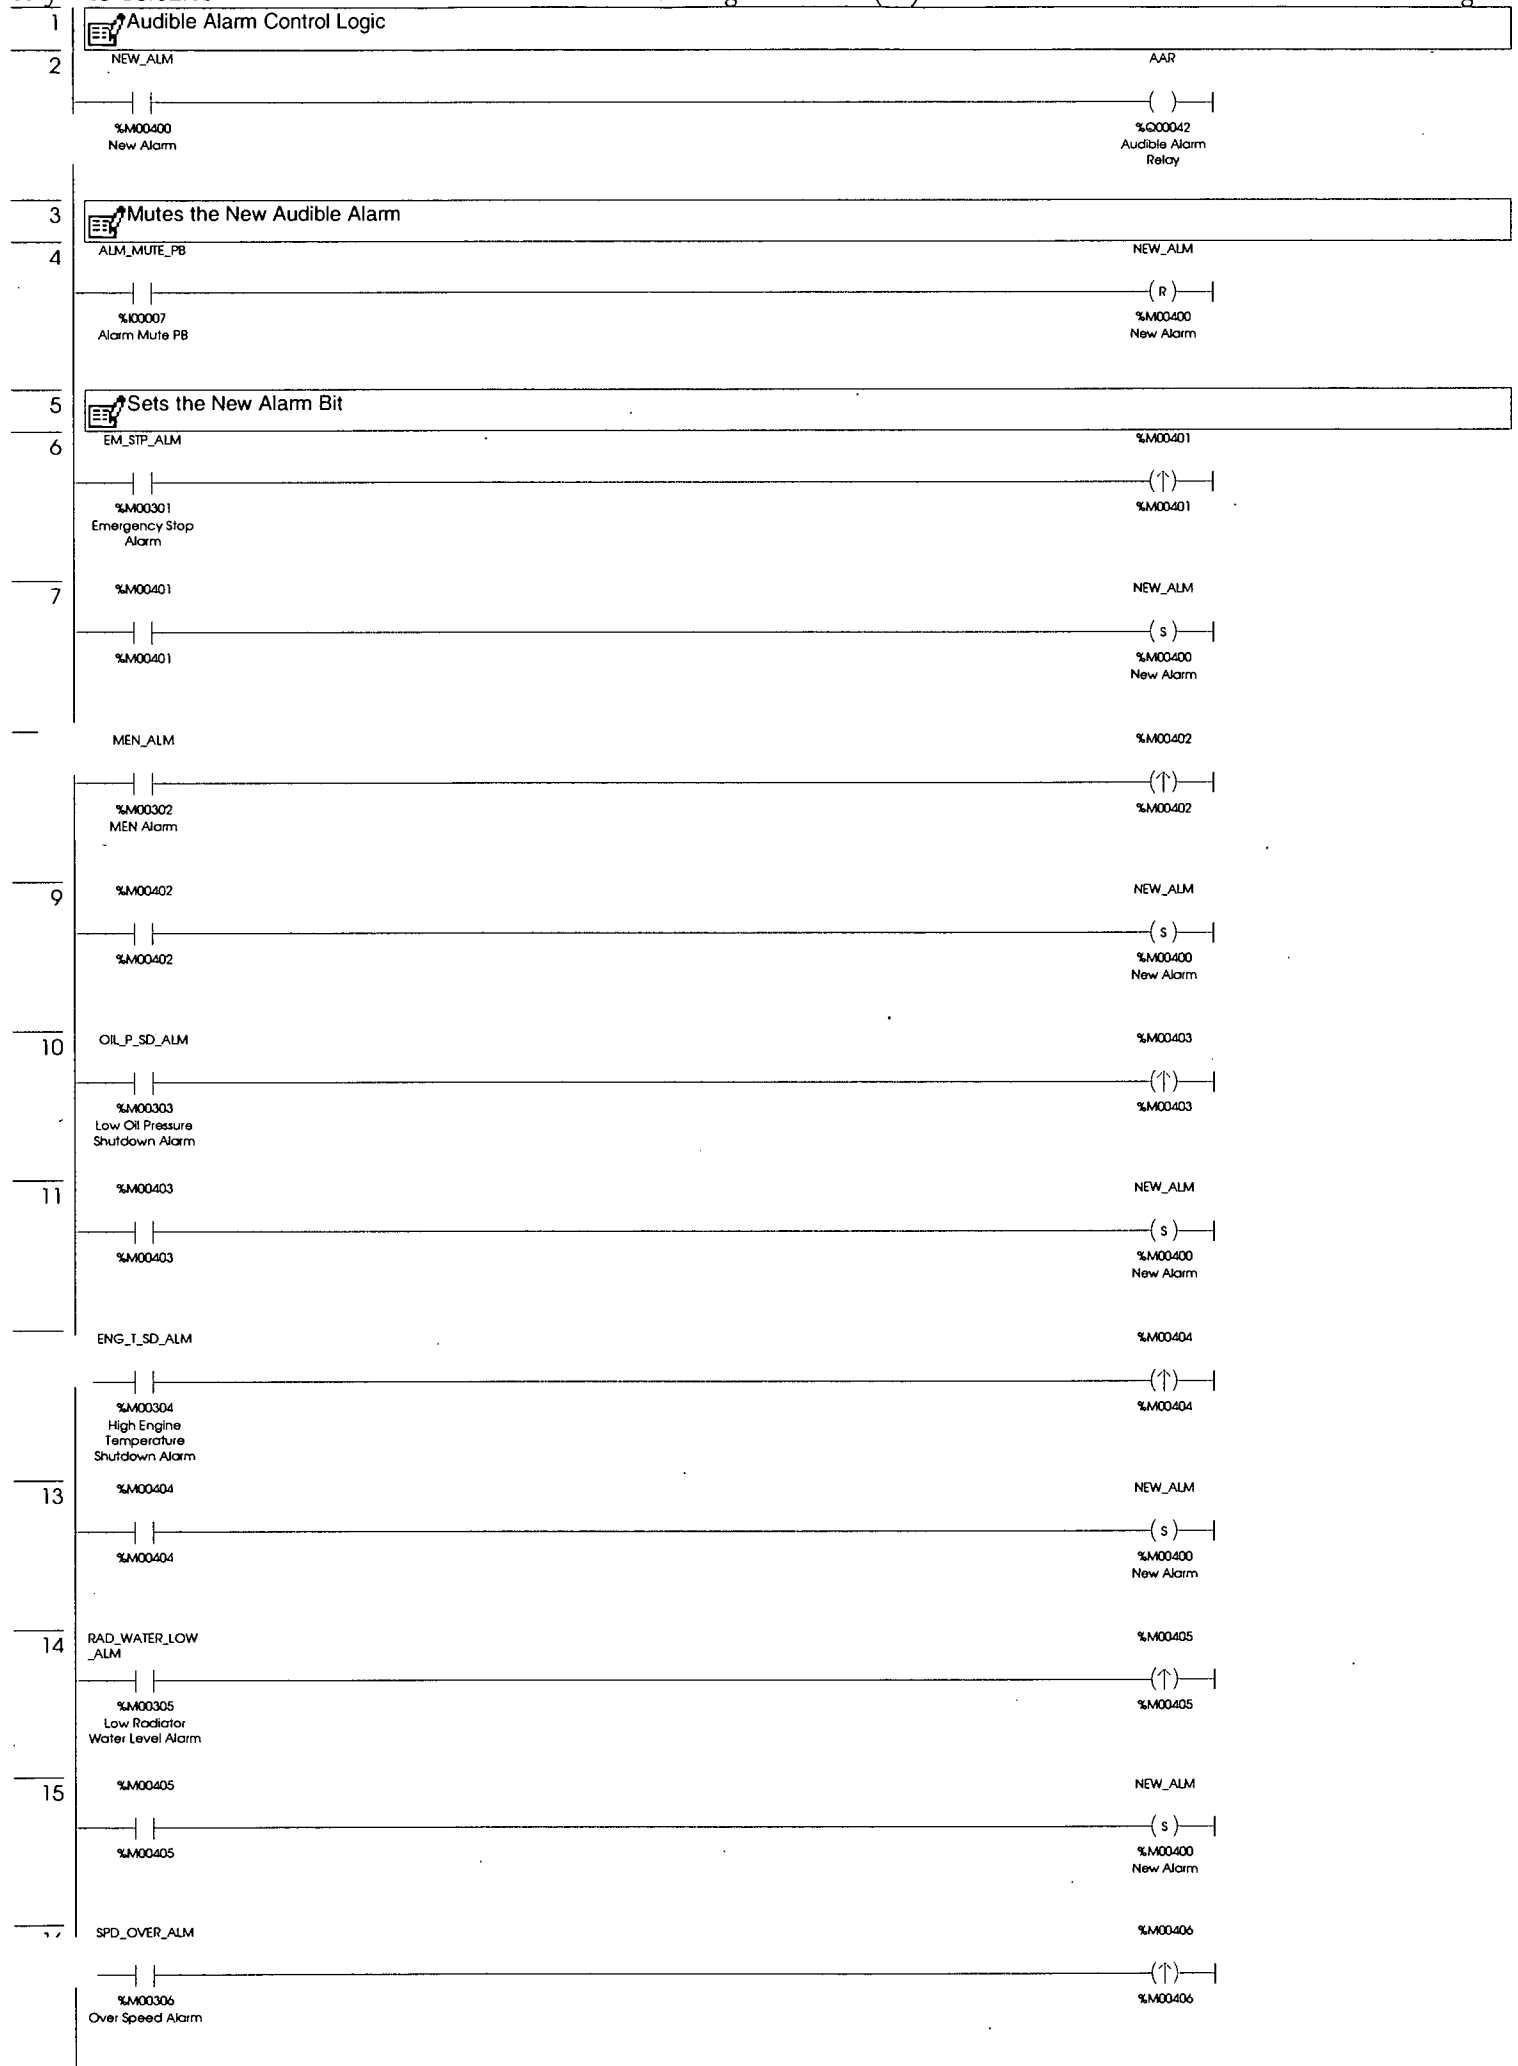 1
Audible Alarm Control Logic
2
NEW_ALM AAR
%M00400 %Q00042
New Alarm Audible Alarm
Relay
3
Mutes the New Audible Alarm
4
ALM_MUTE_PB NEW_ALM
R
%I00007 %M00400
Alarm Mute PB New Alarm
5
Sets the New Alarm Bit
6
EM_STP_ALM %M00401
%M00301 %M00401
Emergency Stop
Alarm
7
%M00401 NEW_ALM
S
%M00401 %M00400
New Alarm
MEN_ALM %M00402
%M00302 %M00402
MEN Alarm
9
%M00402 NEW_ALM
S
%M00402 %M00400
New Alarm
10
OIL_P_SD_ALM %M00403
%M00303 %M00403
Low Oil Pressure
Shutdown Alarm
11
%M00403 NEW_ALM
S
%M00403 %M00400
New Alarm
ENG_T_SD_ALM %M00404
%M00304 %M00404
High Engine
Temperature
Shutdown Alarm
13
%M00404 NEW_ALM
S
%M00404 %M00400
New Alarm
14
RAD_WATER_LOW %M00405
_ALM
%M00305 %M00405
Low Radiator
Water Level Alarm
15
%M00405 NEW_ALM
S
%M00405 %M00400
New Alarm
SPD_OVER_ALM %M00406
%M00306 %M00406
Over Speed Alarm